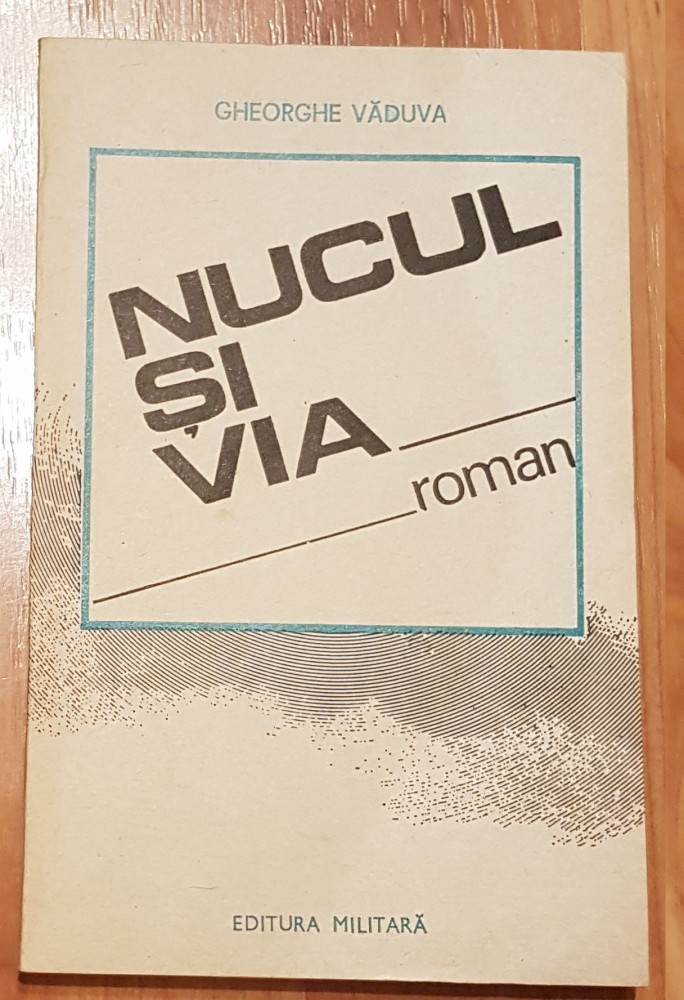 GHEORGHE VĂDUVA
NUCUL
ȘI
VIA
roman
EDITURA MILITARĂ